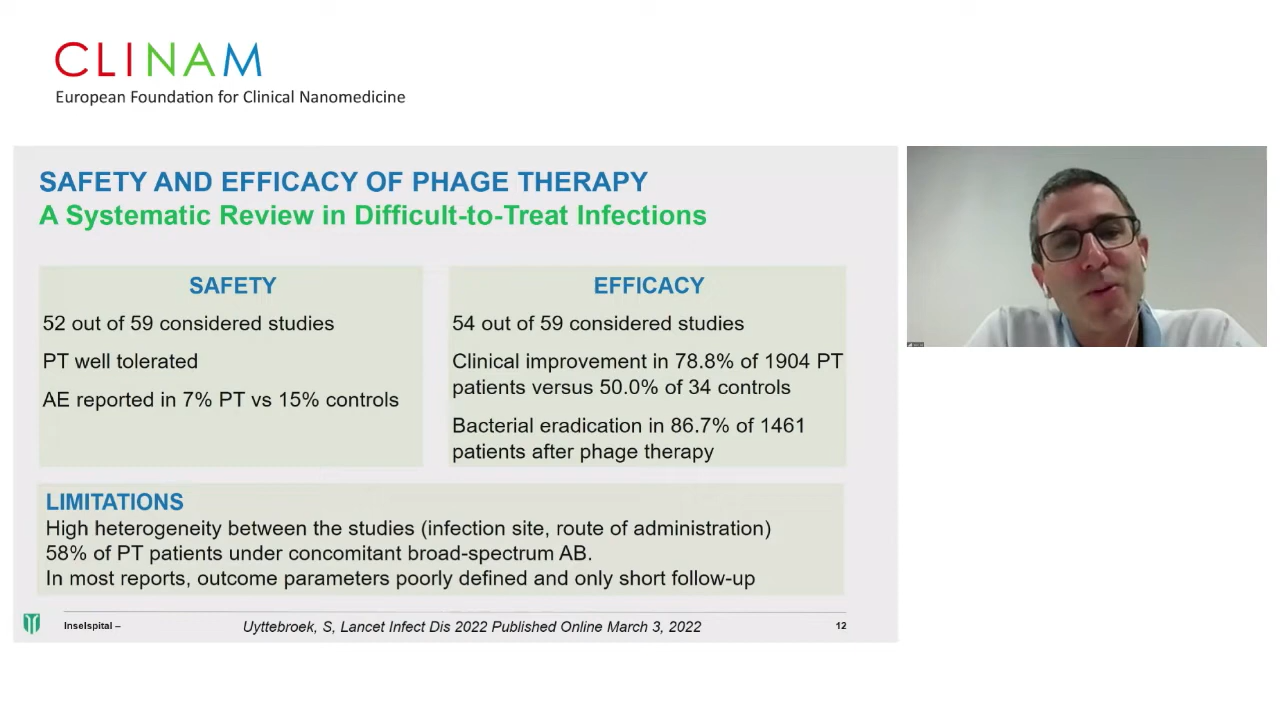 CLINAM
European Foundation for Clinical Nanomedicine
SAFETY AND EFFICACY OF PHAGE THERAPY
A Systematic Review in Difficult-to-Treat Infections
SAFETY
52 out of 59 considered studies
PT well tolerated
AE reported in 7% PT vs 15% controls
EFFICACY
54 out of 59 considered studies
Clinical improvement in 78.8% of 1904 PT
patients versus 50.0% of 34 controls
Bacterial eradication in 86.7% of 1461
patients after phage therapy
LIMITATIONS
High heterogeneity between the studies (infection site, route of administration)
58% of PT patients under concomitant broad-spectrum AB.
In most reports, outcome parameters poorly defined and only short follow-up
Inselspital –
Uyttebroek, S, Lancet Infect Dis 2022 Published Online March 3, 2022
12